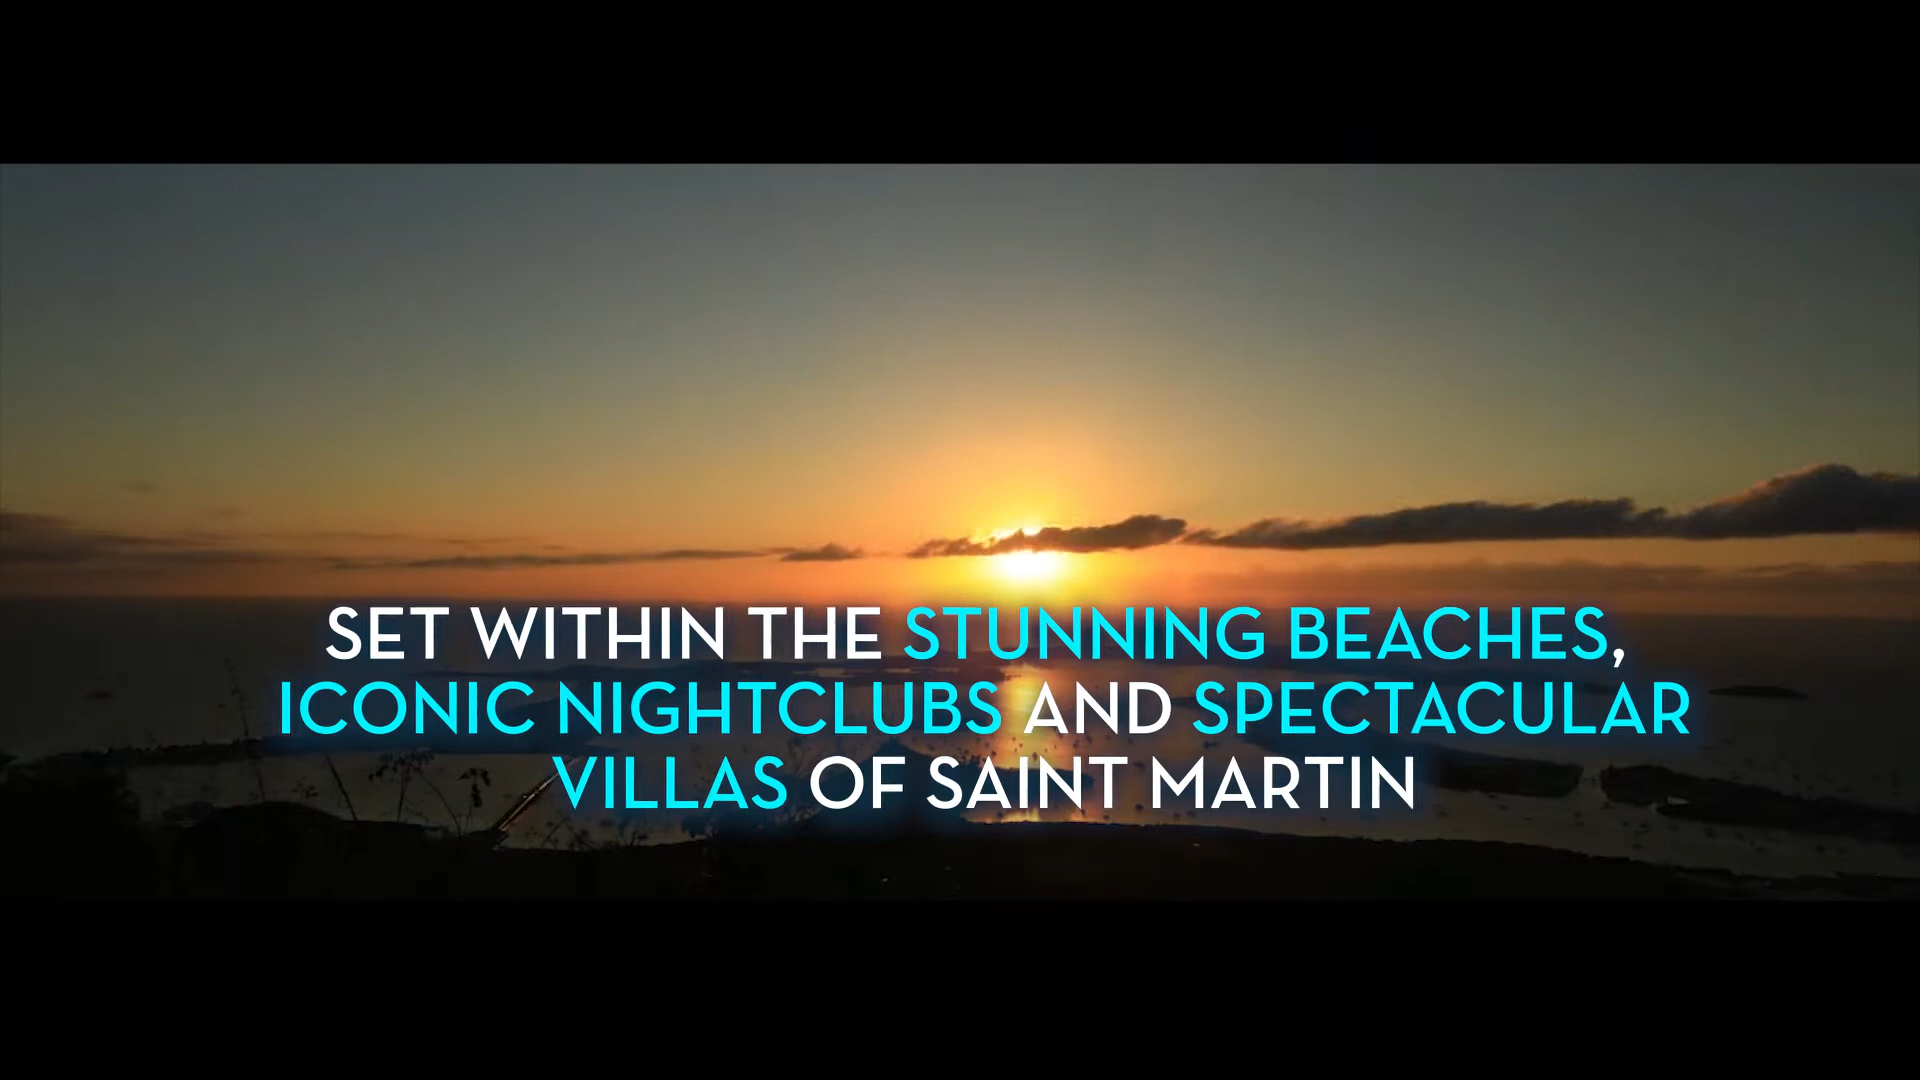 SET WITHIN THE STUNNING BEACHES,
ICONIC NIGHTCLUBS AND SPECTACULAR
VILLAS OF SAINT MARTIN